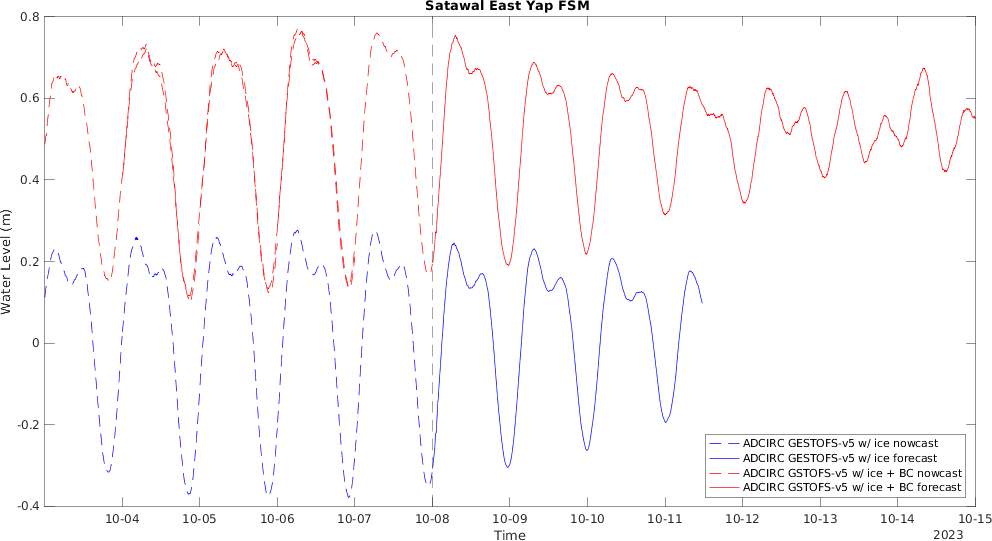 Satawal East Yap FSM
0.8
0.6
0.4
0.2
0
-0.2
-0.4
Water Level (m)
ADCIRC GESTOFS-v5 w/ ice nowcast
ADCIRC GESTOFS-v5 w/ ice forecast
ADCIRC GSTOFS-v5 w/ ice + BC nowcast
ADCIRC GSTOFS-v5 w/ ice + BC forecast
10-04 10-05 10-06 10-07 10-08 10-09 10-10 10-11 10-12 10-13 10-14 10-15
Time
2023